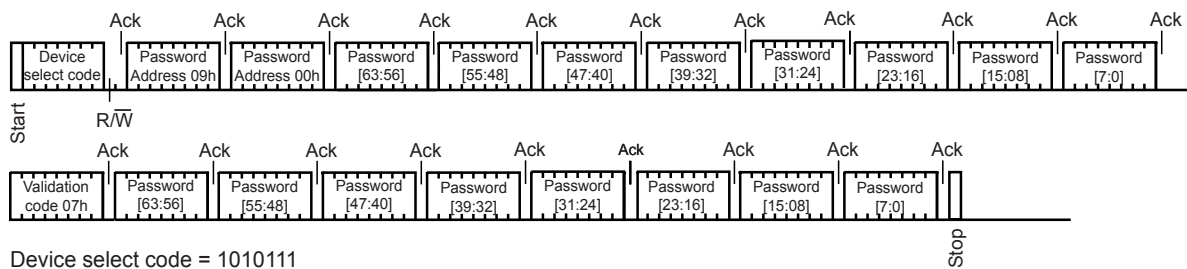 Ack Ack Ack Ack Ack Ack Ack Ack Ack Ack Ack
Device select code
Password Address 09h
Password Address 00h
Password [63:56]
Password [55:48]
Password [47:40]
Password [39:32]
Password [31:24]
Password [23:16]
Password [15:08]
Password [7:0]
Start
R/W̅
Ack Ack Ack Ack Ack Ack Ack Ack Ack
Validation code 07h
Password [63:56]
Password [55:48]
Password [47:40]
Password [39:32]
Password [31:24]
Password [23:16]
Password [15:08]
Password [7:0]
Stop
Device select code = 1010111